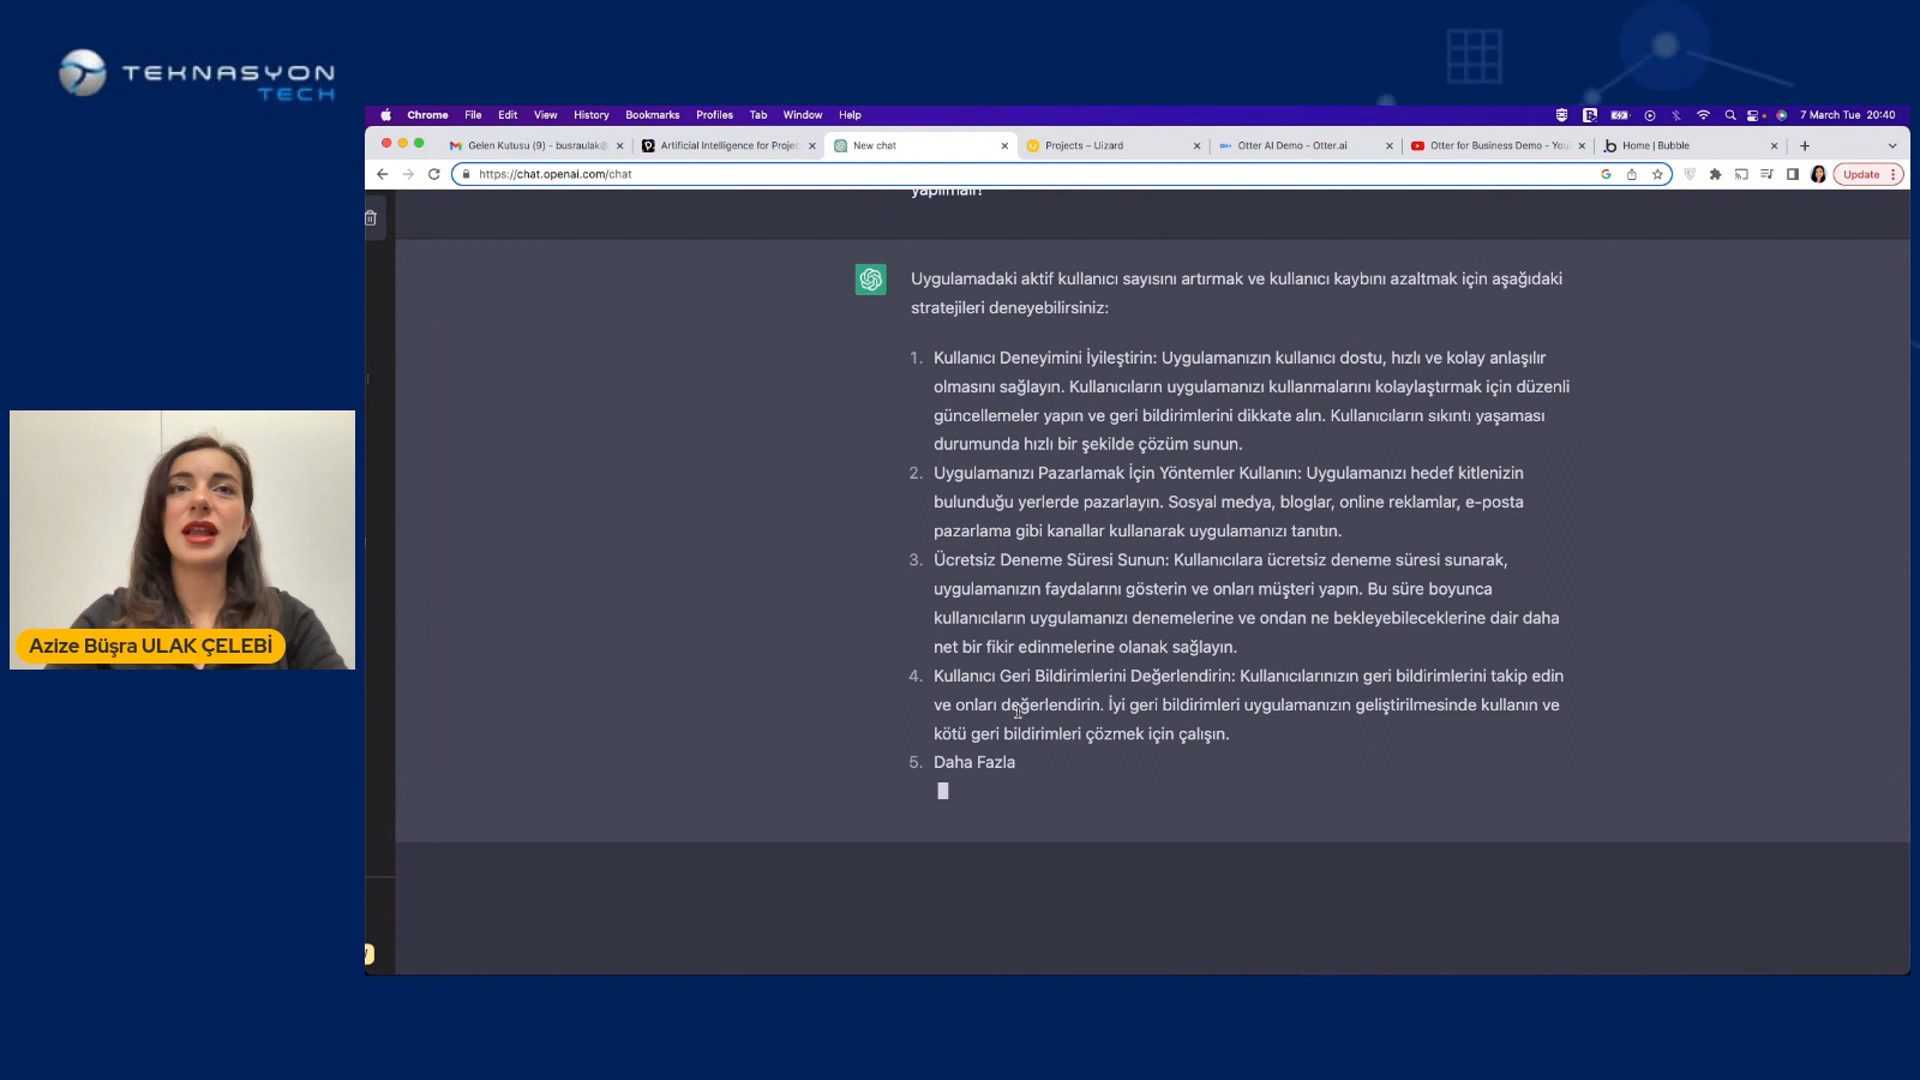 TEKNASYON
TECH
Chrome File Edit View History Bookmarks Profiles Tab Window Help
7 March Tue 20:40
Gelen Kutusu (9) - busraulak@
Artificial Intelligence for Projec
New chat
Projects – Uizard
Otter AI Demo - Otter.ai
Otter for Business Demo - You
Home | Bubble
https://chat.openai.com/chat
Update
yapılmalı?
Uygulamadaki aktif kullanıcı sayısını artırmak ve kullanıcı kaybını azaltmak için aşağıdaki
stratejileri deneyebilirsiniz:
1. Kullanıcı Deneyimini İyileştirin: Uygulamanızın kullanıcı dostu, hızlı ve kolay anlaşılır
olmasını sağlayın. Kullanıcıların uygulamanızı kullanmalarını kolaylaştırmak için düzenli
güncellemeler yapın ve geri bildirimlerini dikkate alın. Kullanıcıların sıkıntı yaşaması
durumunda hızlı bir şekilde çözüm sunun.
2. Uygulamanızı Pazarlamak İçin Yöntemler Kullanın: Uygulamanızı hedef kitlenizin
bulunduğu yerlerde pazarlayın. Sosyal medya, bloglar, online reklamlar, e-posta
pazarlama gibi kanallar kullanarak uygulamanızı tanıtın.
3. Ücretsiz Deneme Süresi Sunun: Kullanıcılara ücretsiz deneme süresi sunarak,
uygulamanızın faydalarını gösterin ve onları müşteri yapın. Bu süre boyunca
kullanıcıların uygulamanızı denemelerine ve ondan ne bekleyebileceklerine dair daha
net bir fikir edinmelerine olanak sağlayın.
4. Kullanıcı Geri Bildirimlerini Değerlendirin: Kullanıcılarınızın geri bildirimlerini takip edin
ve onları değerlendirin. İyi geri bildirimleri uygulamanızın geliştirilmesinde kullanın ve
kötü geri bildirimleri çözmek için çalışın.
5. Daha Fazla
Azize Büşra ULAK ÇELEBİ